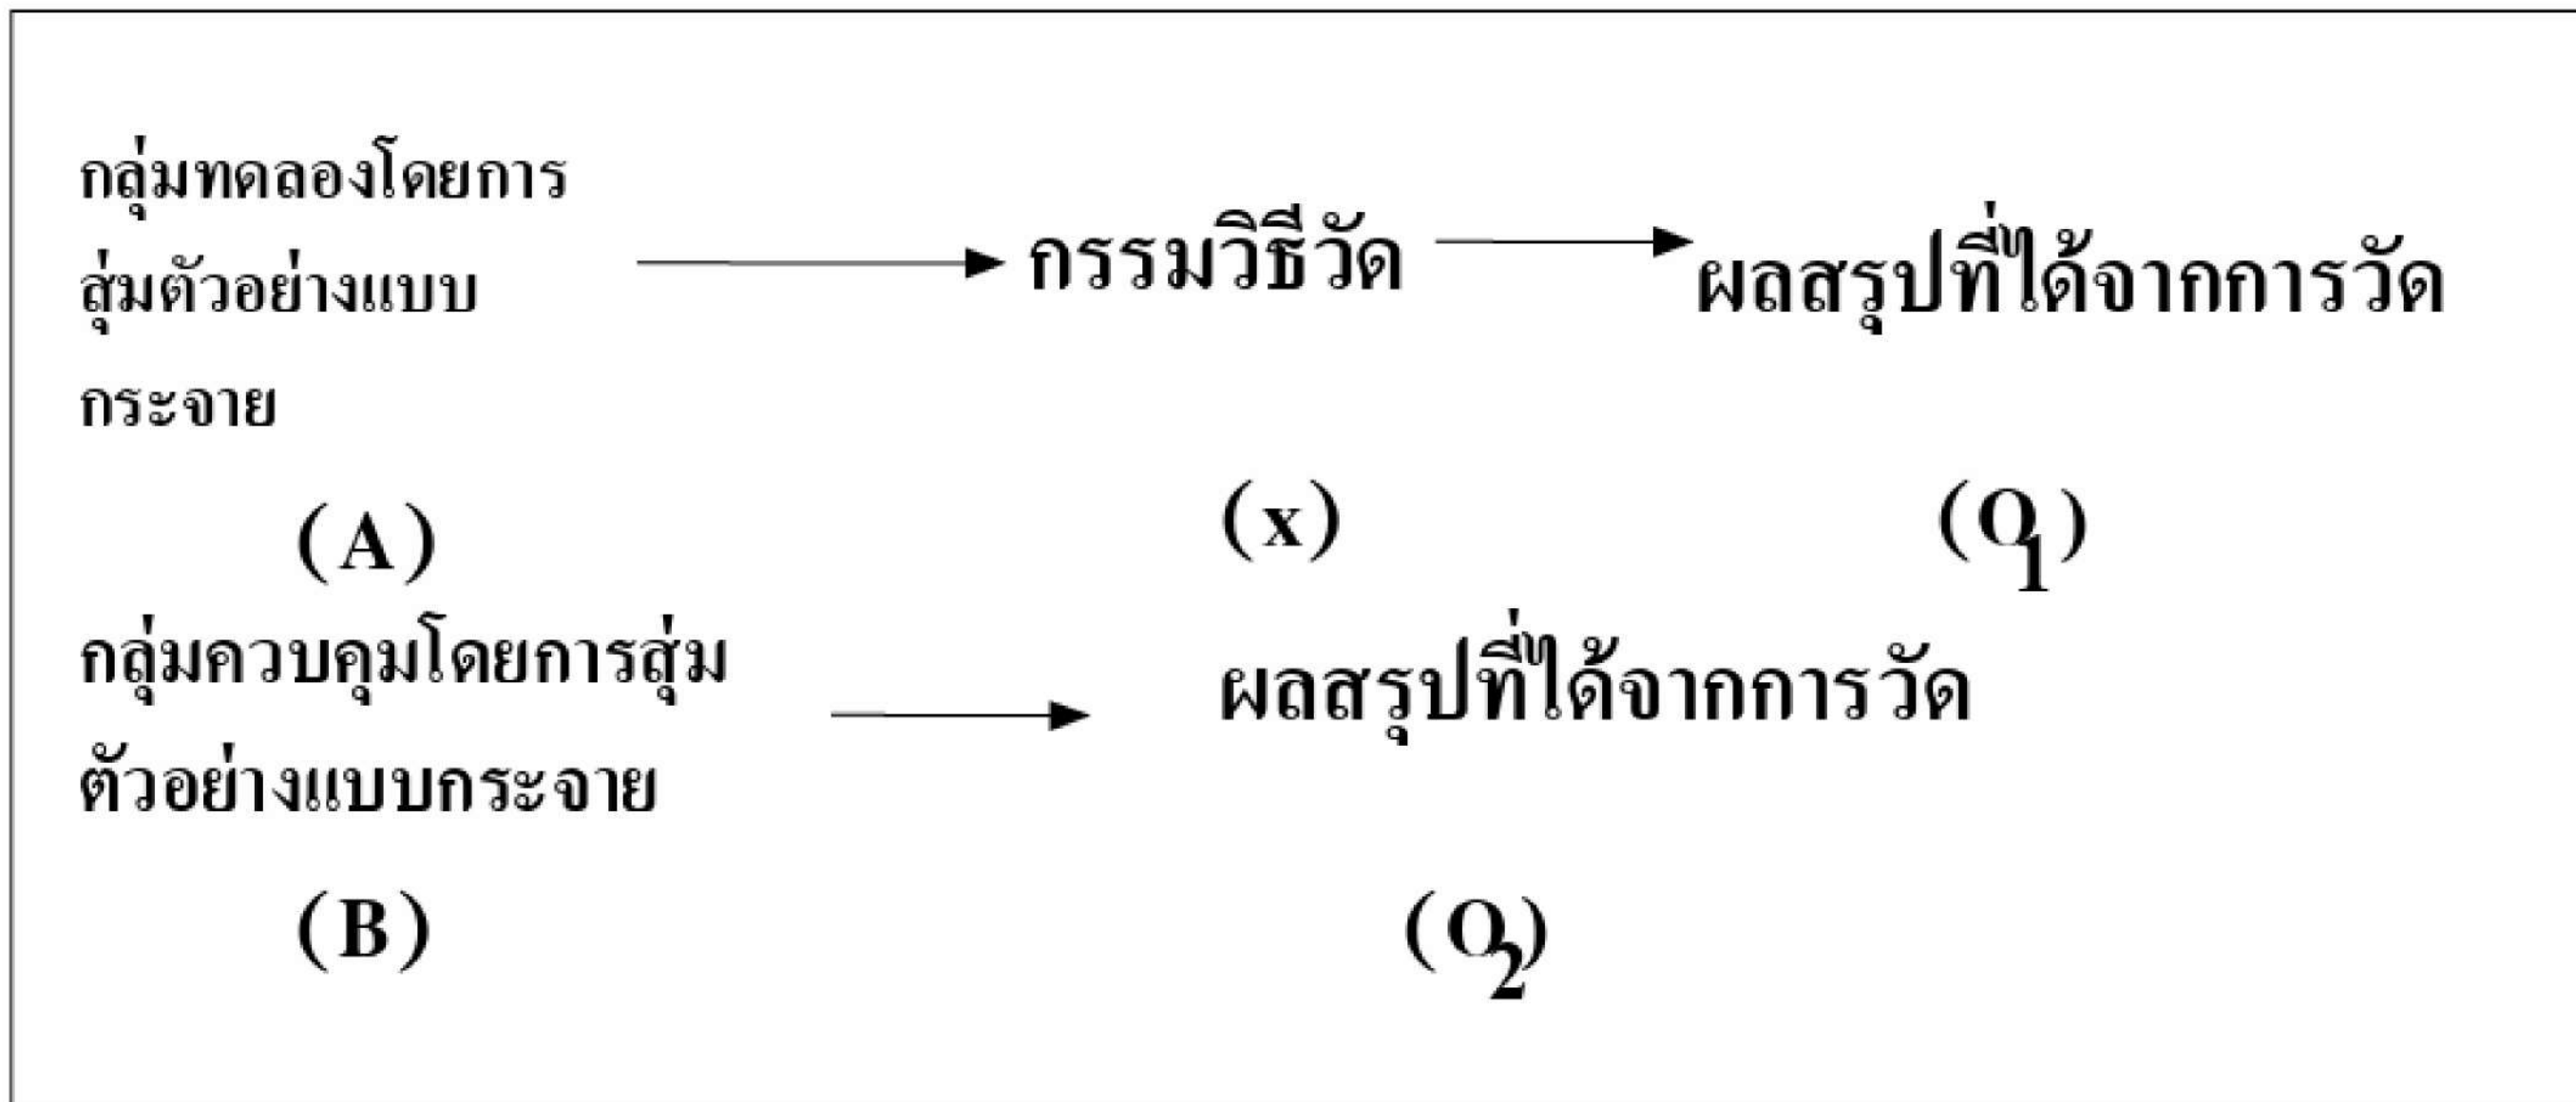 กลุ่มทดลองโดยการ
สุ่มตัวอย่างแบบ
กระจาย
กรรมวิธีวัด
ผลสรุปที่ได้จากการวัด
(A)
(x)
(O1)
กลุ่มควบคุมโดยการสุ่ม
ตัวอย่างแบบกระจาย
ผลสรุปที่ได้จากการวัด
(B)
(O2)